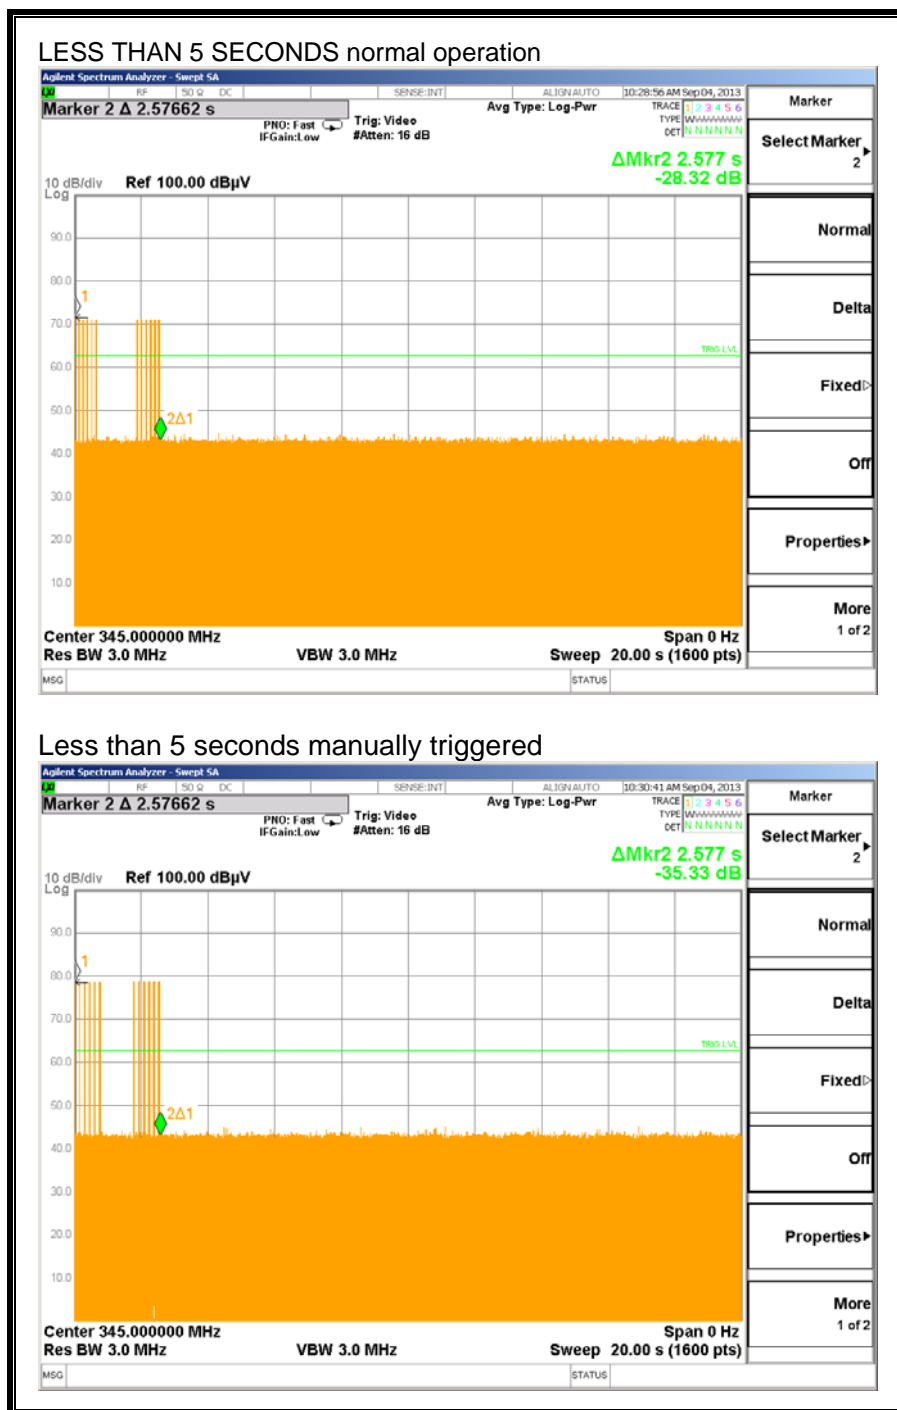 LESS THAN 5 SECONDS normal operation
Agilent Spectrum Analyzer - Swept SA
RF 50 Ω DC SENSE:INT ALIGN AUTO 10:28:56 AM Sep 04, 2013
Marker 2 Δ 2.57662 s
PNO: Fast
IFGain:Low
Trig: Video
#Atten: 16 dB
Avg Type: Log-Pwr
TRACE 1 2 3 4 5 6
TYPE
DET N N N N N N
ΔMkr2 2.577 s
-28.32 dB
10 dB/div Ref 100.00 dBµV
Log
90.0
80.0
70.0
60.0
50.0
40.0
30.0
20.0
10.0
1
2Δ1
TRIG LVL
Center 345.000000 MHz Span 0 Hz
Res BW 3.0 MHz VBW 3.0 MHz Sweep 20.00 s (1600 pts)
MSG STATUS
Marker
Select Marker
2
Normal
Delta
Fixed
Off
Properties
More
1 of 2
Less than 5 seconds manually triggered
Agilent Spectrum Analyzer - Swept SA
RF 50 Ω DC SENSE:INT ALIGN AUTO 10:30:41 AM Sep 04, 2013
Marker 2 Δ 2.57662 s
PNO: Fast
IFGain:Low
Trig: Video
#Atten: 16 dB
Avg Type: Log-Pwr
TRACE 1 2 3 4 5 6
TYPE
DET N N N N N N
ΔMkr2 2.577 s
-35.33 dB
10 dB/div Ref 100.00 dBµV
Log
90.0
80.0
70.0
60.0
50.0
40.0
30.0
20.0
10.0
1
2Δ1
TRIG LVL
Center 345.000000 MHz Span 0 Hz
Res BW 3.0 MHz VBW 3.0 MHz Sweep 20.00 s (1600 pts)
MSG STATUS
Marker
Select Marker
2
Normal
Delta
Fixed
Off
Properties
More
1 of 2